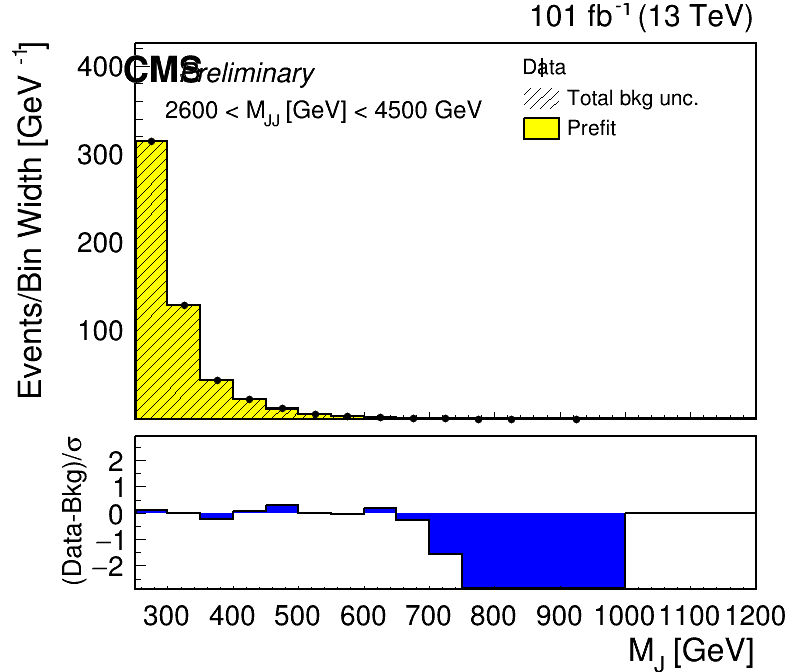 101 fb⁻¹ (13 TeV)
Events/Bin Width [GeV⁻¹]
400
300
200
100
CMS Preliminary
2600 < M_JJ [GeV] < 4500 GeV
Data
Total bkg unc.
Prefit
(Data-Bkg)/σ
2
1
0
−1
−2
300 400 500 600 700 800 900 1000 1100 1200
M_J [GeV]